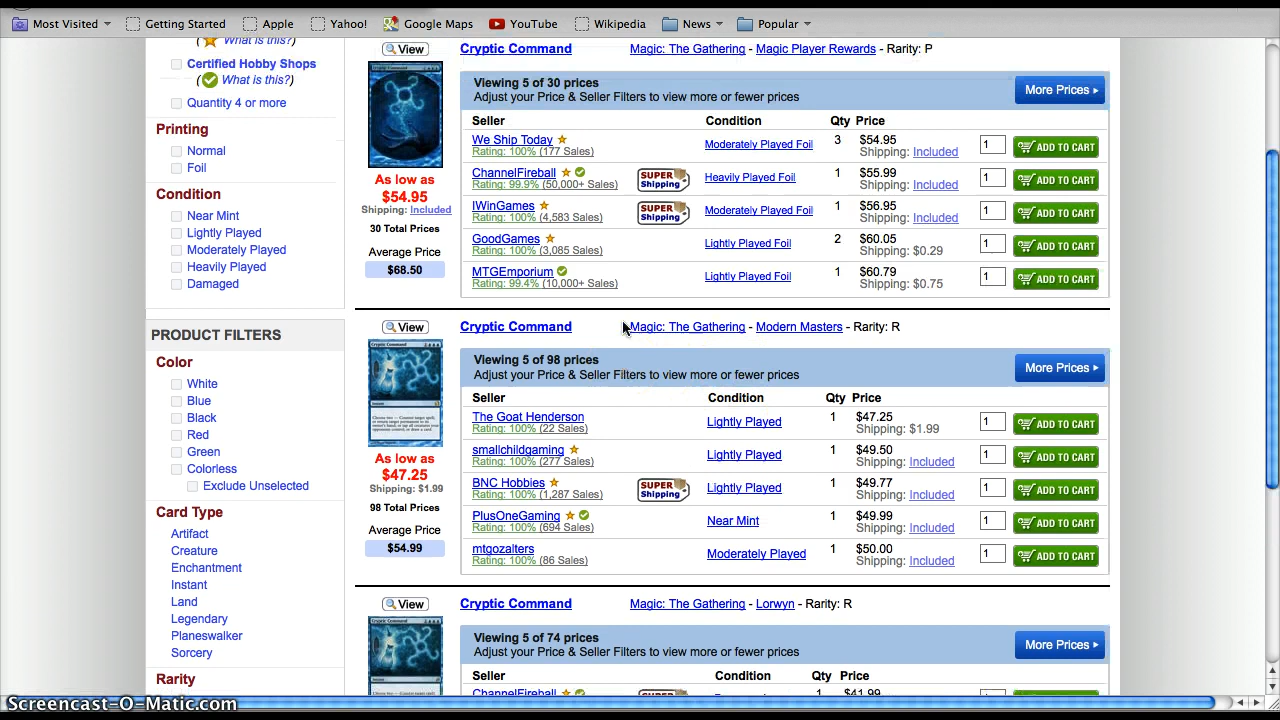 Most Visited
Getting Started
Apple
Yahoo!
Google Maps
YouTube
Wikipedia
News
Popular
What is this?)
Certified Hobby Shops
( What is this?)
Quantity 4 or more
Printing
Normal
Foil
Condition
Near Mint
Lightly Played
Moderately Played
Heavily Played
Damaged
PRODUCT FILTERS
Color
White
Blue
Black
Red
Green
Colorless
Exclude Unselected
Card Type
Artifact
Creature
Enchantment
Instant
Land
Legendary
Planeswalker
Sorcery
Rarity
View
Cryptic Command Magic: The Gathering - Magic Player Rewards - Rarity: P
As low as
$54.95
Shipping: Included
30 Total Prices
Average Price
$68.50
Viewing 5 of 30 prices
Adjust your Price & Seller Filters to view more or fewer prices
More Prices
Seller Condition Qty Price
We Ship Today Moderately Played Foil 3 $54.95 1 ADD TO CART
Rating: 100% (177 Sales) Shipping: Included
ChannelFireball SUPER Shipping Heavily Played Foil 1 $55.99 1 ADD TO CART
Rating: 99.9% (50,000+ Sales) Shipping: Included
IWinGames SUPER Shipping Moderately Played Foil 1 $56.95 1 ADD TO CART
Rating: 100% (4,583 Sales) Shipping: Included
GoodGames Lightly Played Foil 2 $60.05 1 ADD TO CART
Rating: 100% (3,085 Sales) Shipping: $0.29
MTGEmporium Lightly Played Foil 1 $60.79 1 ADD TO CART
Rating: 99.4% (10,000+ Sales) Shipping: $0.75
View
Cryptic Command Magic: The Gathering - Modern Masters - Rarity: R
Cryptic Command
As low as
$47.25
Shipping: $1.99
98 Total Prices
Average Price
$54.99
Viewing 5 of 98 prices
Adjust your Price & Seller Filters to view more or fewer prices
More Prices
Seller Condition Qty Price
The Goat Henderson Lightly Played 1 $47.25 1 ADD TO CART
Rating: 100% (22 Sales) Shipping: $1.99
smallchildgaming Lightly Played 1 $49.50 1 ADD TO CART
Rating: 100% (277 Sales) Shipping: Included
BNC Hobbies SUPER Shipping Lightly Played 1 $49.77 1 ADD TO CART
Rating: 100% (1,287 Sales) Shipping: Included
PlusOneGaming Near Mint 1 $49.99 1 ADD TO CART
Rating: 100% (694 Sales) Shipping: Included
mtgozalters Moderately Played 1 $50.00 1 ADD TO CART
Rating: 100% (86 Sales) Shipping: Included
View
Cryptic Command Magic: The Gathering - Lorwyn - Rarity: R
Cryptic Command
Viewing 5 of 74 prices
Adjust your Price & Seller Filters to view more or fewer prices
More Prices
Seller Condition Qty Price
ChannelFireball $41.99
Screencast-O-Matic.com